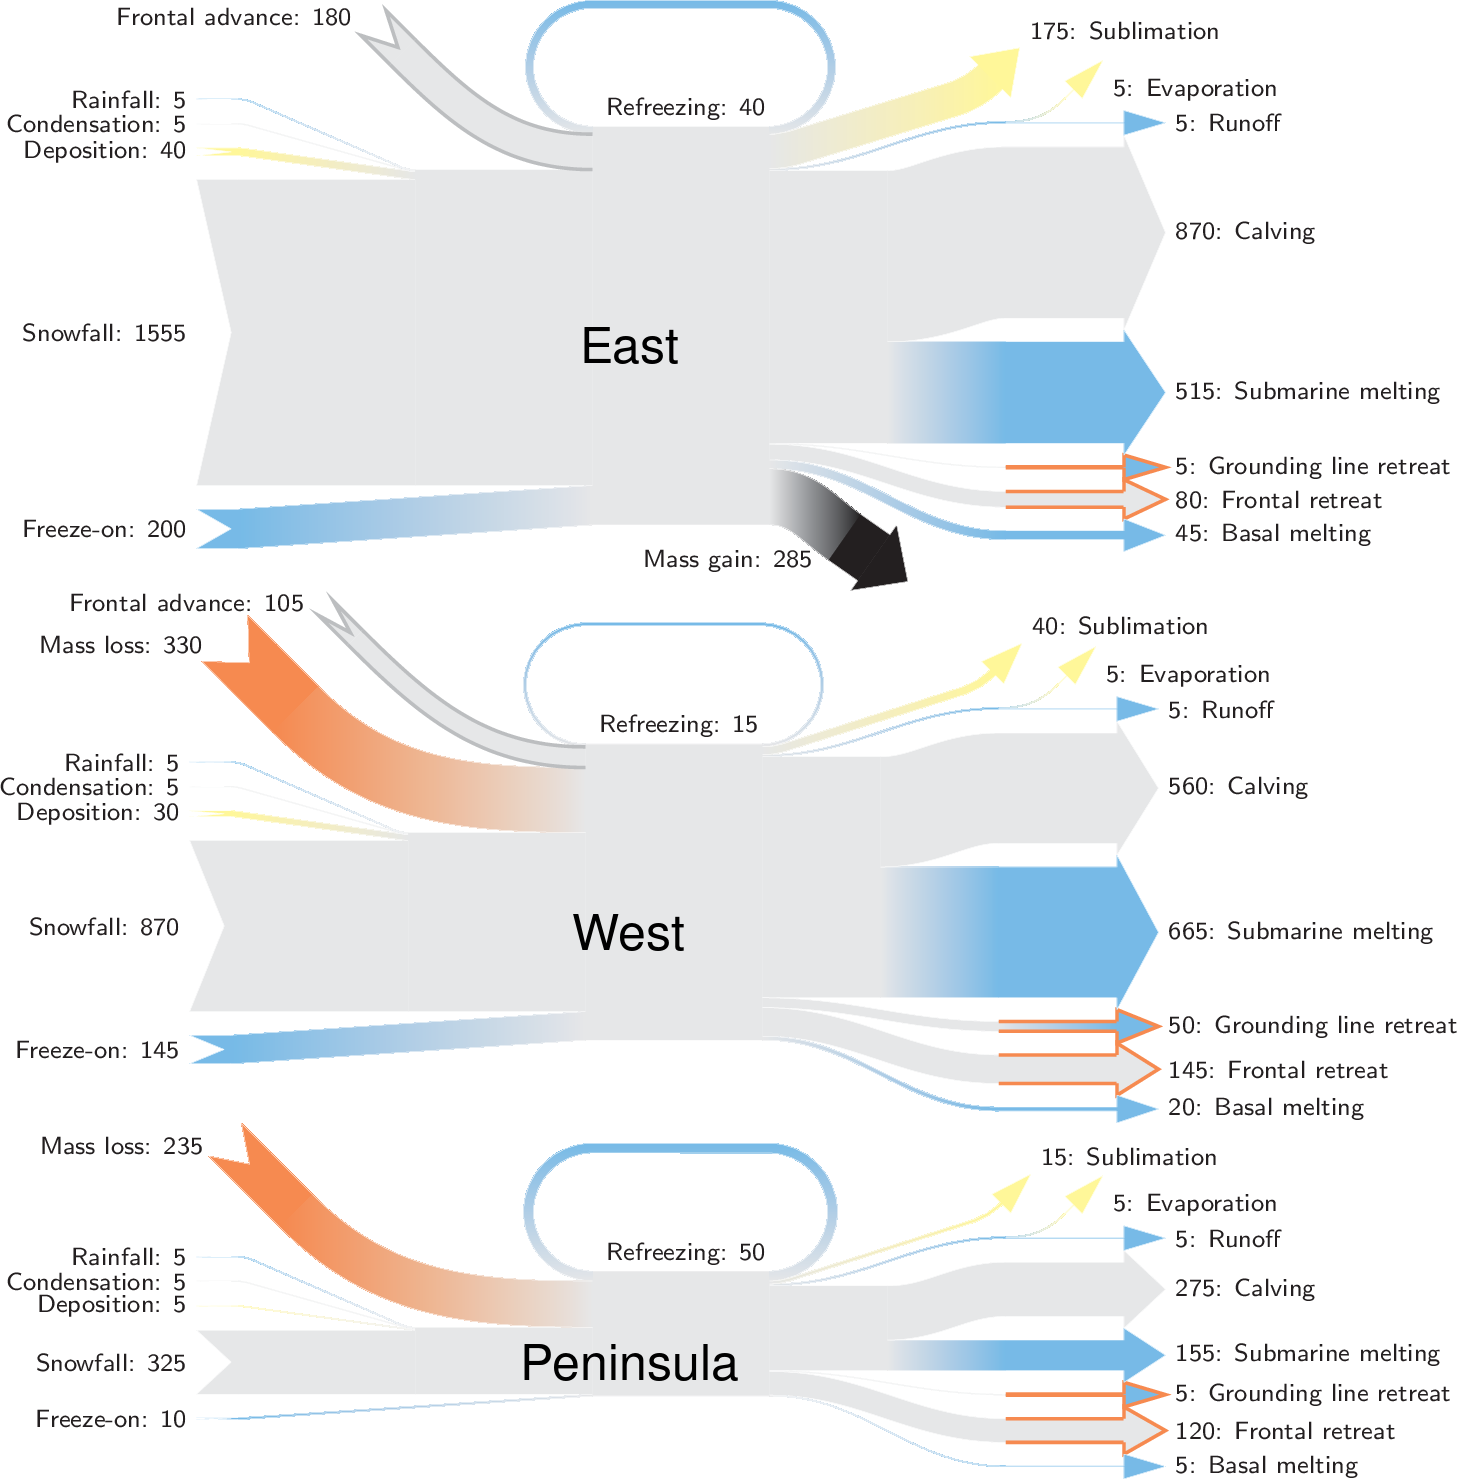 Frontal advance: 180
175: Sublimation
5: Evaporation
Rainfall: 5
Refreezing: 40
Condensation: 5
5: Runoff
Deposition: 40
870: Calving
Snowfall: 1555
East
515: Submarine melting
5: Grounding line retreat
80: Frontal retreat
Freeze-on: 200
45: Basal melting
Mass gain: 285
Frontal advance: 105
40: Sublimation
Mass loss: 330
5: Evaporation
5: Runoff
Refreezing: 15
Rainfall: 5
Condensation: 5
560: Calving
Deposition: 30
Snowfall: 870
West
665: Submarine melting
50: Grounding line retreat
Freeze-on: 145
145: Frontal retreat
20: Basal melting
Mass loss: 235
15: Sublimation
5: Evaporation
5: Runoff
Refreezing: 50
Rainfall: 5
Condensation: 5
275: Calving
Deposition: 5
Snowfall: 325
Peninsula
155: Submarine melting
5: Grounding line retreat
Freeze-on: 10
120: Frontal retreat
5: Basal melting